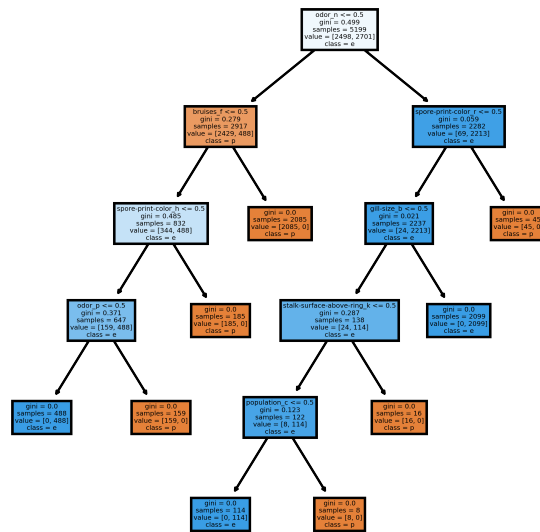 odor_n <= 0.5
gini = 0.499
samples = 5199
value = [2498, 2701]
class = e
bruises_f <= 0.5
gini = 0.279
samples = 2917
value = [2429, 488]
class = p
spore-print-color_r <= 0.5
gini = 0.059
samples = 2282
value = [69, 2213]
class = e
spore-print-color_h <= 0.5
gini = 0.485
samples = 832
value = [344, 488]
class = e
gini = 0.0
samples = 2085
value = [2085, 0]
class = p
gill-size_b <= 0.5
gini = 0.021
samples = 2237
value = [24, 2213]
class = e
gini = 0.0
samples = 45
value = [45, 0]
class = p
odor_p <= 0.5
gini = 0.371
samples = 647
value = [159, 488]
class = e
gini = 0.0
samples = 185
value = [185, 0]
class = p
stalk-surface-above-ring_k <= 0.5
gini = 0.287
samples = 138
value = [24, 114]
class = e
gini = 0.0
samples = 2099
value = [0, 2099]
class = e
gini = 0.0
samples = 488
value = [0, 488]
class = e
gini = 0.0
samples = 159
value = [159, 0]
class = p
population_c <= 0.5
gini = 0.123
samples = 122
value = [8, 114]
class = e
gini = 0.0
samples = 16
value = [16, 0]
class = p
gini = 0.0
samples = 114
value = [0, 114]
class = e
gini = 0.0
samples = 8
value = [8, 0]
class = p